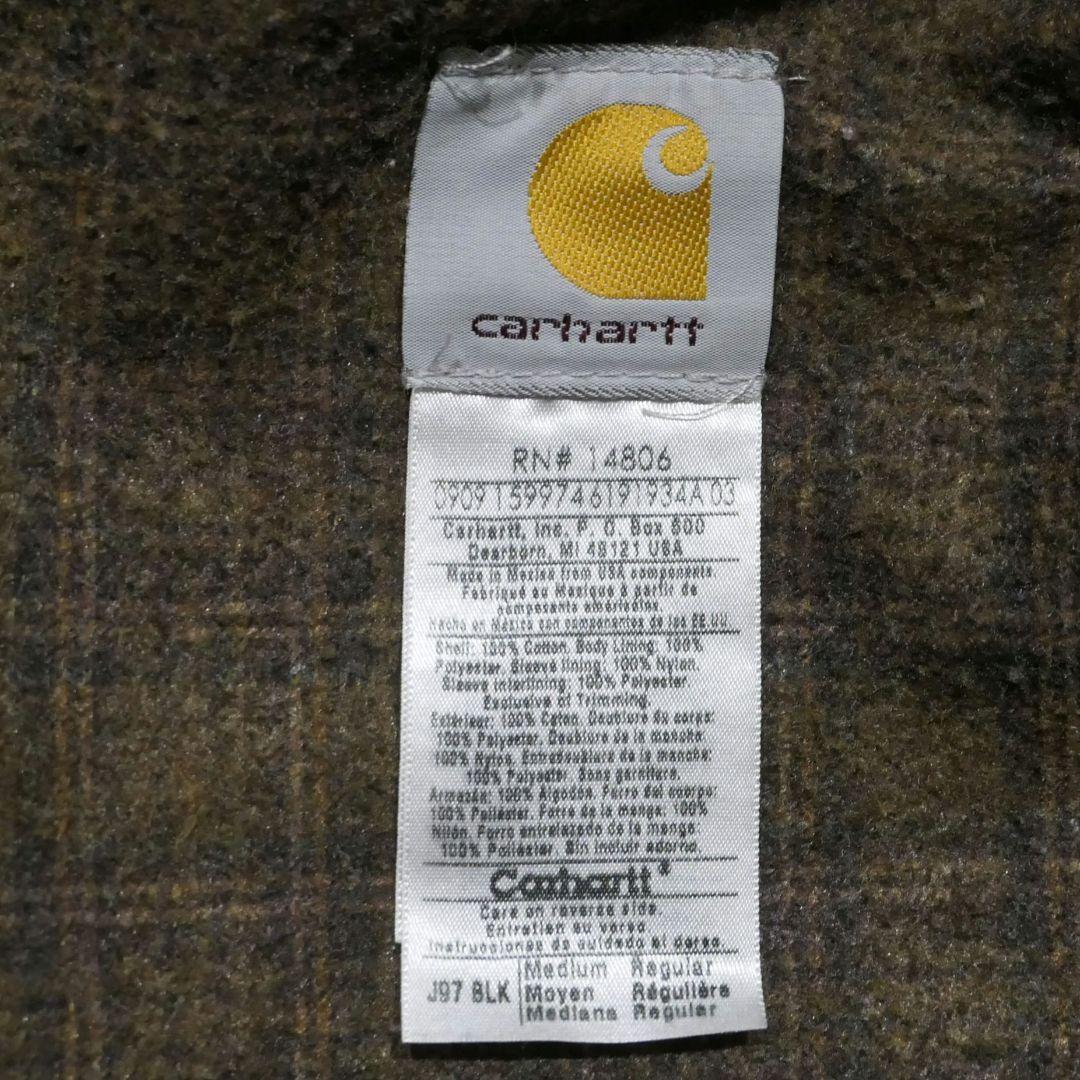 carhartt
RN# 14806
0909159974619 1934A 03
Carhartt, Inc. P. O. Box 600
Dearborn, MI 48121 USA
Made in Mexico from USA components.
Fabriqué au Mexique à partir de
composants américains.
Hecho en México con componentes de los EE.UU.
Shell: 100% Cotton. Body Lining: 100%
Polyester. Sleeve lining: 100% Nylon.
Sleeve interlining: 100% Polyester.
Exclusive of Trimming.
Extérieur: 100% Coton. Doublure du corps:
100% Polyester. Doublure de la manche:
100% Nylon. Entredoublure de la manche:
100% Polyester. Sans garniture.
Armazón: 100% Algodón. Forro del cuerpo:
100% Poliéster. Forro de la manga: 100%
Nilón. Forro entrelazado de la manga:
100% Poliéster. Sin incluir adorno.
Carhartt®
Care on reverse side.
Entretien au verso.
Instrucciones de cuidado al dorso.
J97 BLK
Medium Regular
Moyen Régulière
Mediana Regular